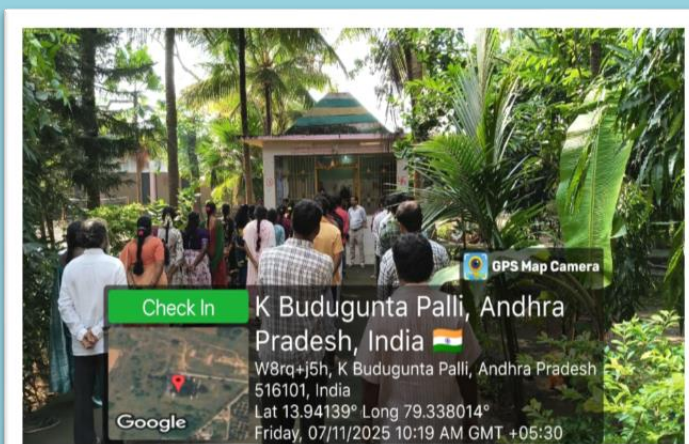 GPS Map Camera
Check In
K Budugunta Palli, Andhra
Pradesh, India 🇮🇳
W8rq+j5h, K Budugunta Palli, Andhra Pradesh
516101, India
Lat 13.94139° Long 79.338014°
Friday, 07/11/2025 10:19 AM GMT +05:30
Google